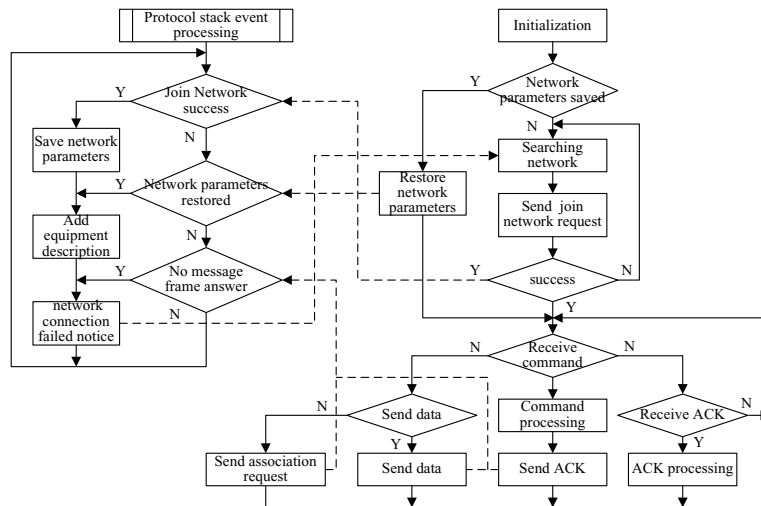 Protocol stack event
processing
Initialization
Join Network
success
Y
N
Network
parameters saved
Y
N
Save network
parameters
Searching
network
Network parameters
restored
Y
N
Restore
network
parameters
Send join
network request
Add
equipment
description
No message
frame answer
Y
N
success
Y
N
Y
network
connection
failed notice
Receive
command
N
N
Send data
N
Y
Command
processing
Receive ACK
N
Y
Send association
request
Send data
Send ACK
ACK processing